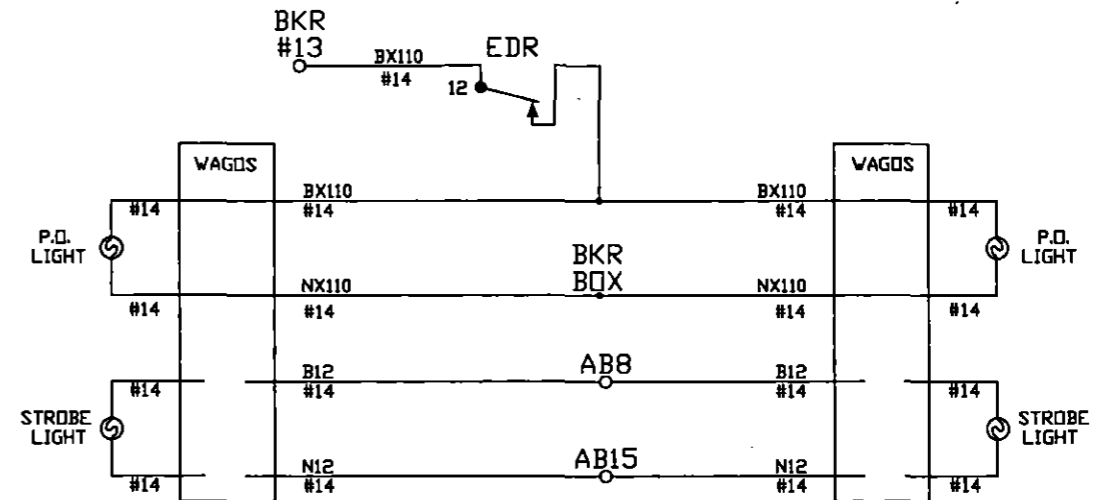 BKR
#13
BX110
#14
EDR
12
WAGOS
WAGOS
#14
BX110
#14
BX110
#14
#14
P.O.
LIGHT
BKR
BOX
P.O.
LIGHT
#14
NX110
#14
NX110
#14
#14
#14
B12
#14
AB8
B12
#14
#14
STROBE
LIGHT
STROBE
LIGHT
#14
N12
#14
AB15
N12
#14
#14